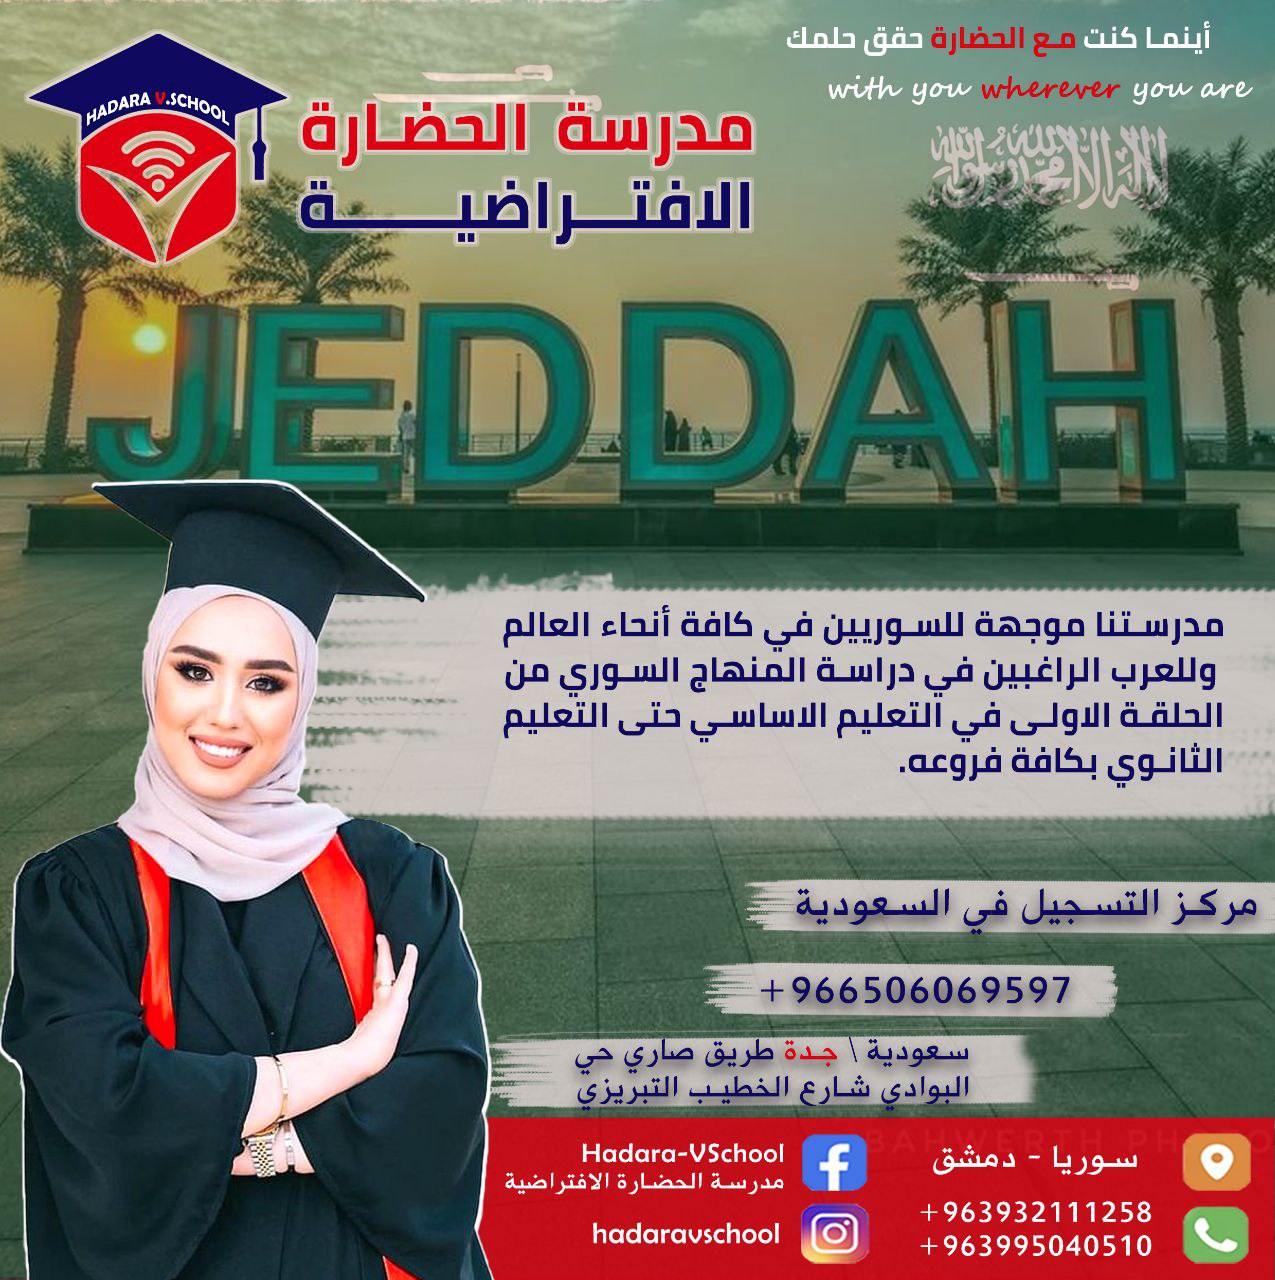 أينما كنت مع الحضارة حقق حلمك
with you wherever you are
HADARA V.SCHOOL
مدرسة الحضارة
الافتراضية
لا إله إلا الله محمد رسول الله
JEDDAH
مدرستنا موجهة للسوريين في كافة أنحاء العالم
وللعرب الراغبين في دراسة المنهاج السوري من
الحلقة الاولى في التعليم الاساسي حتى التعليم
الثانوي بكافة فروعه.
مركز التسجيل في السعودية
+966506069597
سعودية \ جدة طريق صاري حي
البوادي شارع الخطيب التبريزي
Hadara-VSchool
مدرسة الحضارة الافتراضية
hadaravschool
سوريا - دمشق
+963932111258
+963995040510